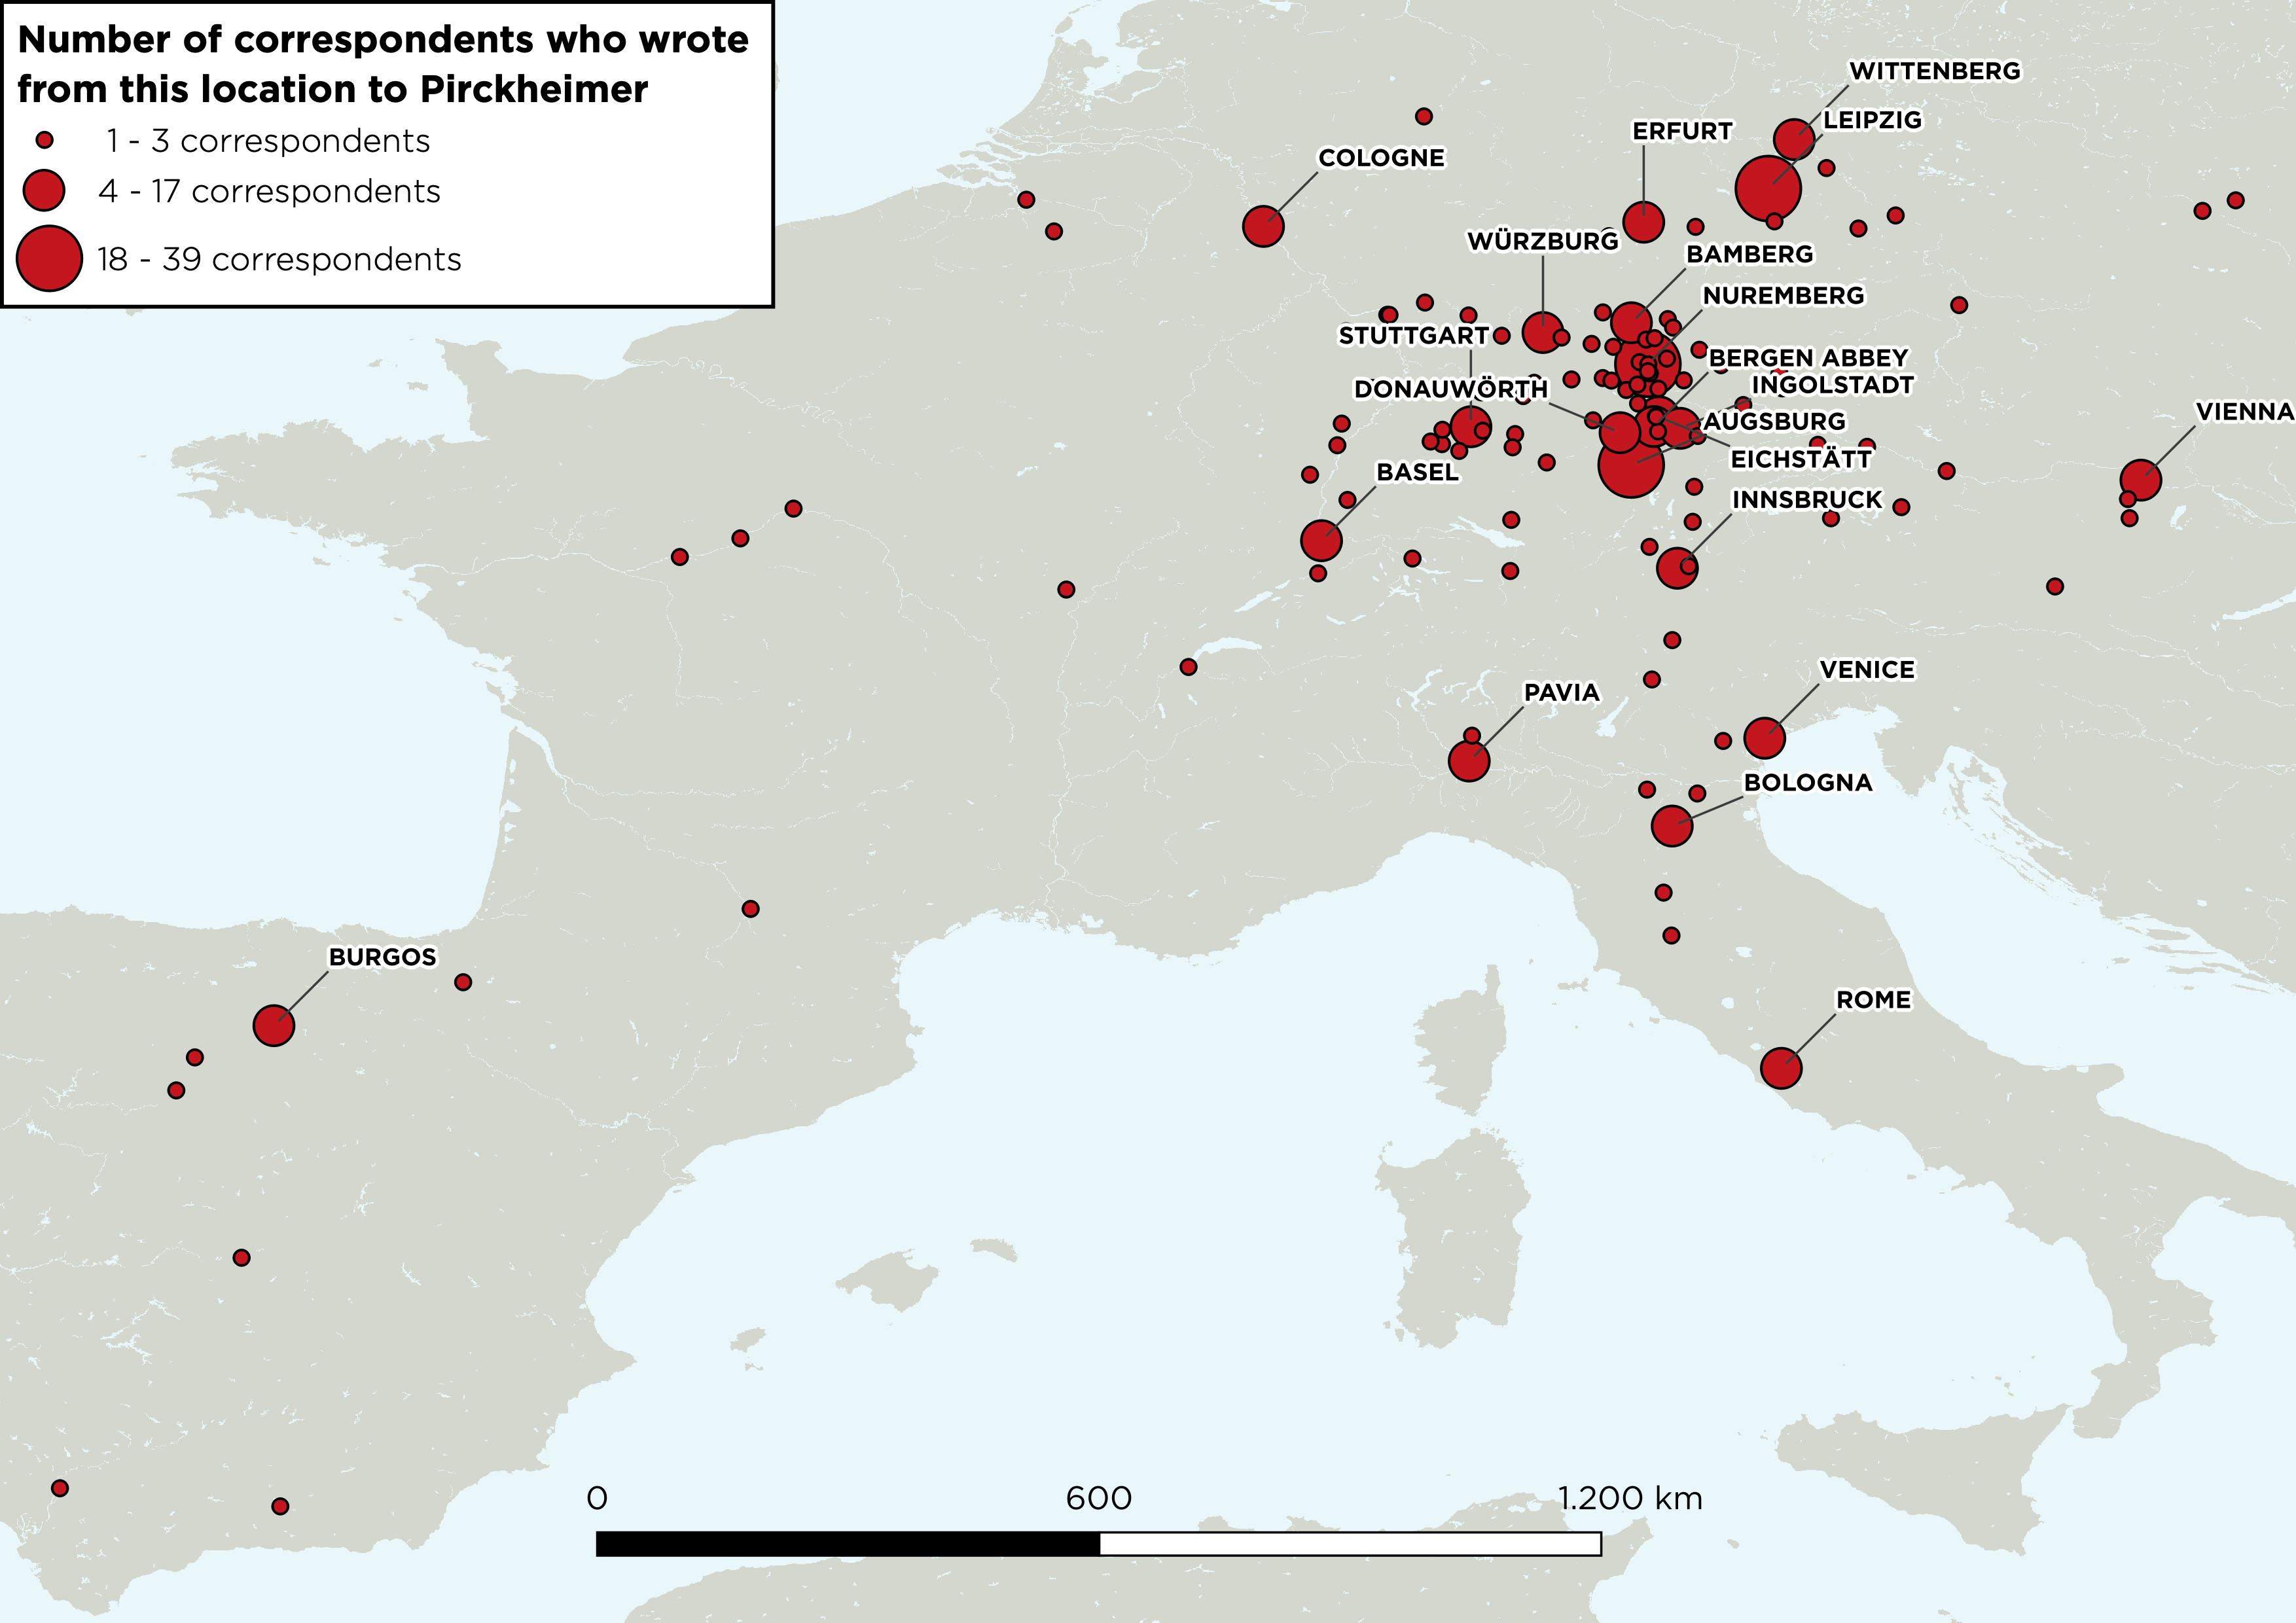 Number of correspondents who wrote
from this location to Pirckheimer
1 - 3 correspondents
4 - 17 correspondents
18 - 39 correspondents
WITTENBERG
LEIPZIG
ERFURT
COLOGNE
WÜRZBURG
BAMBERG
NUREMBERG
STUTTGART
BERGEN ABBEY
INGOLSTADT
DONAUWÖRTH
VIENNA
AUGSBURG
EICHSTÄTT
BASEL
INNSBRUCK
VENICE
PAVIA
BOLOGNA
BURGOS
ROME
0 600 1.200 km